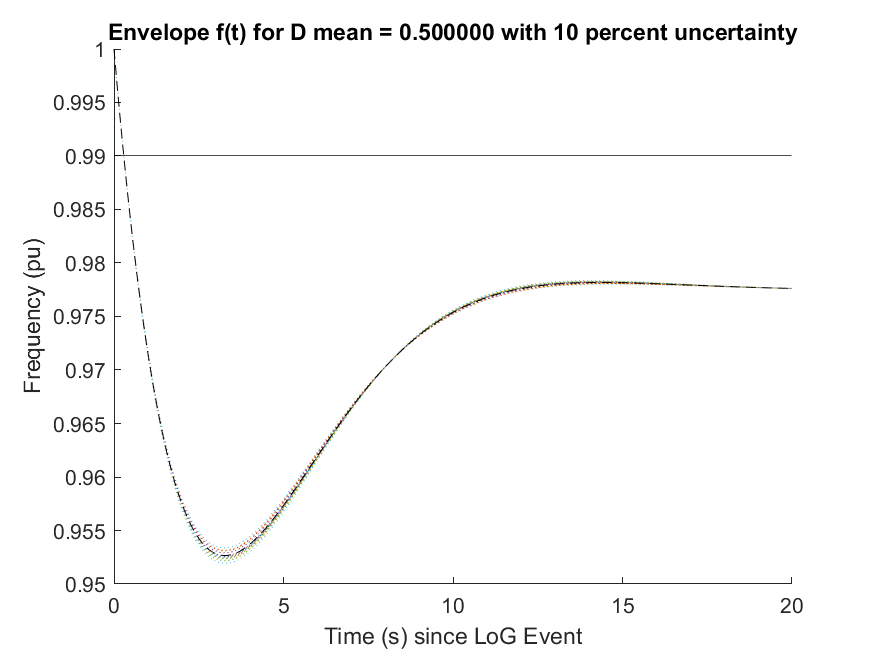 Envelope f(t) for D mean = 0.500000 with 10 percent uncertainty
1
0.995
0.99
0.985
0.98
0.975
0.97
0.965
0.96
0.955
0.95
Frequency (pu)
0 5 10 15 20
Time (s) since LoG Event